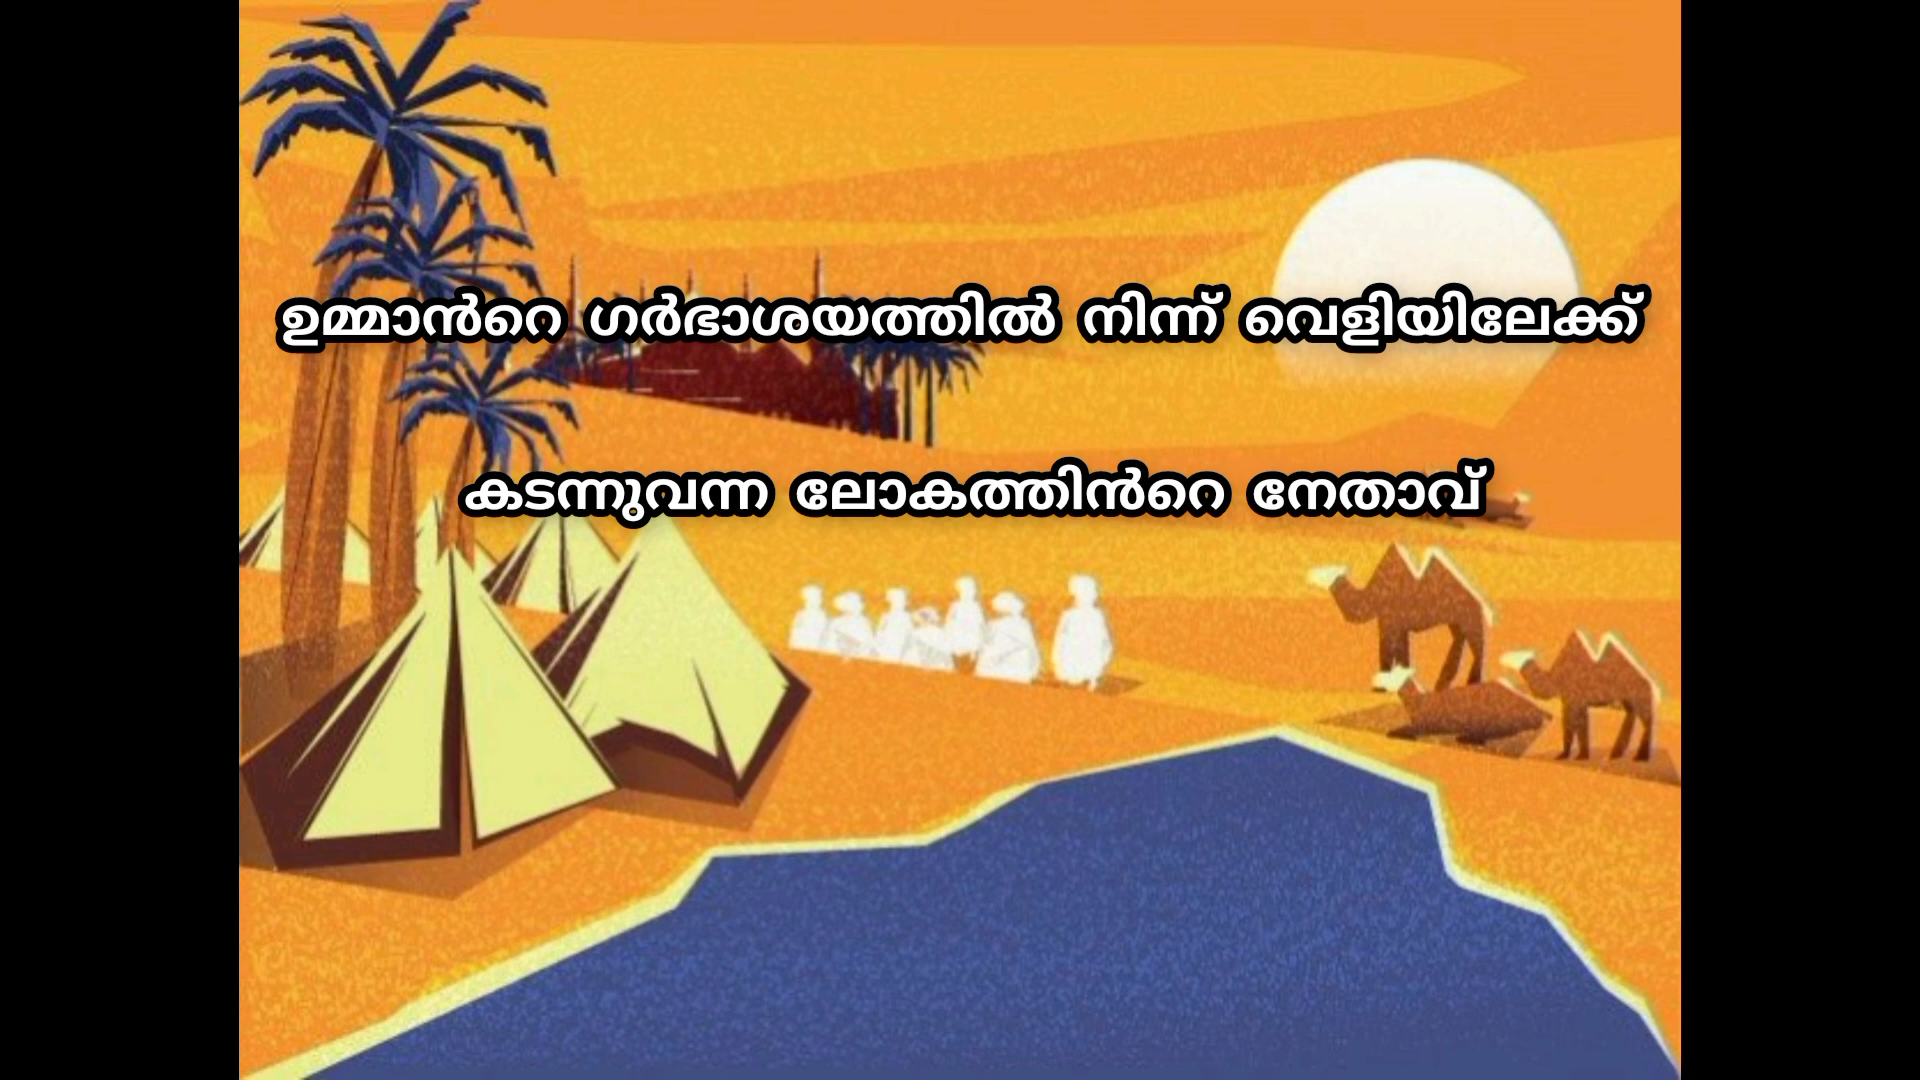 ഉമ്മാൻറെ ഗർഭാശയത്തിൽ നിന്ന് വെളിയിലേക്ക്
കടന്നുവന്ന ലോകത്തിൻറെ നേതാവ്